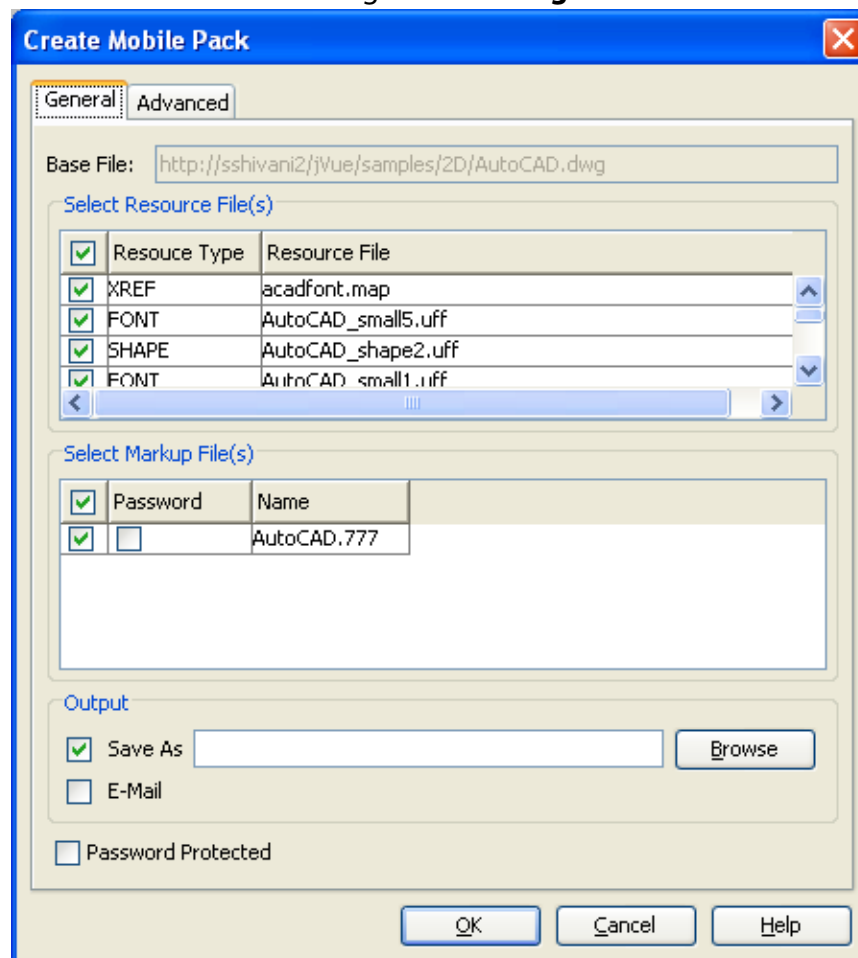 Create Mobile Pack
General Advanced
Base File: http://sshivani2/jVue/samples/2D/AutoCAD.dwg
Select Resource File(s)
Resouce Type Resource File
XREF acadfont.map
FONT AutoCAD_small5.uff
SHAPE AutoCAD_shape2.uff
FONT AutoCAD_small1.uff
Select Markup File(s)
Password Name
AutoCAD.777
Output
Save As Browse
E-Mail
Password Protected
OK Cancel Help